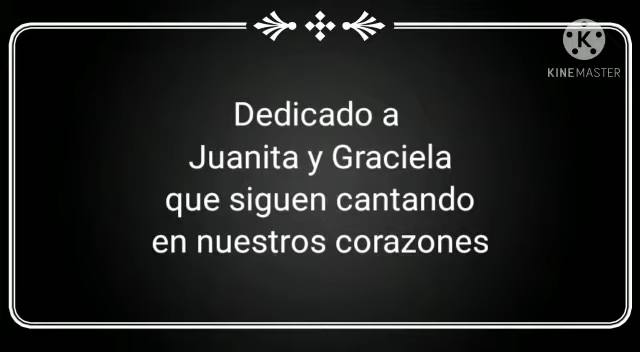 KINEMASTER
Dedicado a
Juanita y Graciela
que siguen cantando
en nuestros corazones